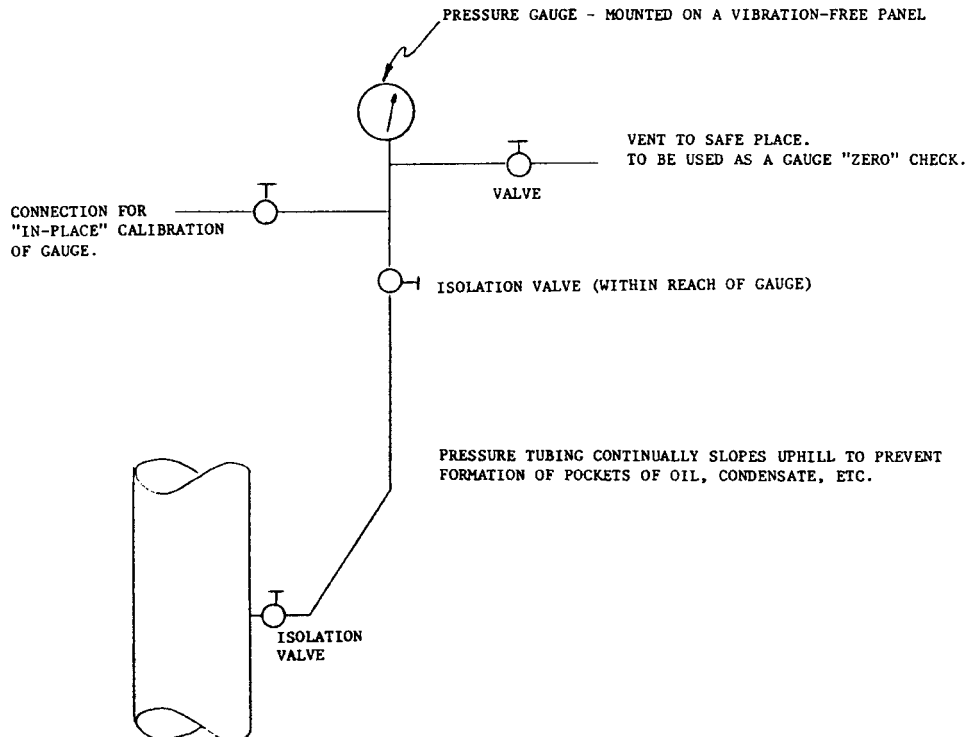 PRESSURE GAUGE - MOUNTED ON A VIBRATION-FREE PANEL
VENT TO SAFE PLACE.
TO BE USED AS A GAUGE "ZERO" CHECK.
VALVE
CONNECTION FOR
"IN-PLACE" CALIBRATION
OF GAUGE.
ISOLATION VALVE (WITHIN REACH OF GAUGE)
PRESSURE TUBING CONTINUALLY SLOPES UPHILL TO PREVENT
FORMATION OF POCKETS OF OIL, CONDENSATE, ETC.
ISOLATION
VALVE